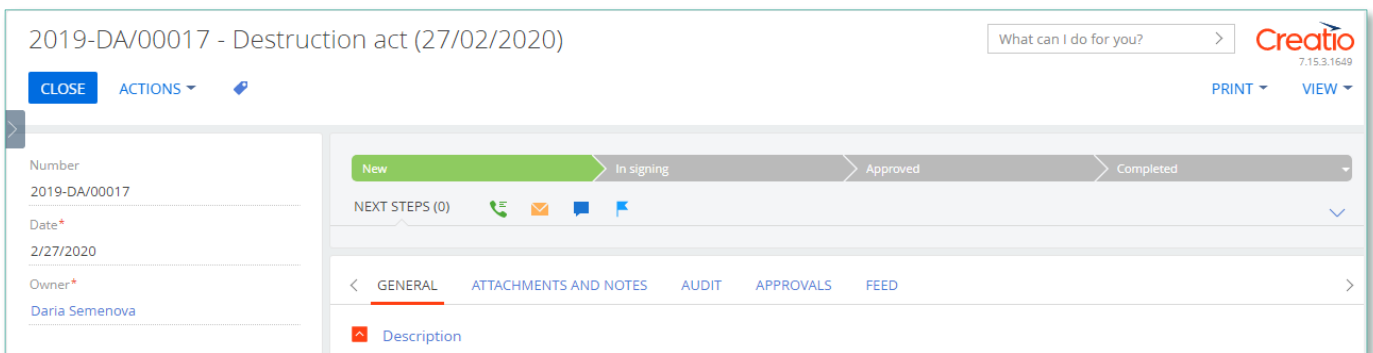 2019-DA/00017 - Destruction act (27/02/2020)
What can I do for you?
Creatio
7.15.3.1649
CLOSE
ACTIONS
PRINT
VIEW
Number
2019-DA/00017
Date*
2/27/2020
Owner*
Daria Semenova
New
In signing
Approved
Completed
NEXT STEPS (0)
GENERAL
ATTACHMENTS AND NOTES
AUDIT
APPROVALS
FEED
Description